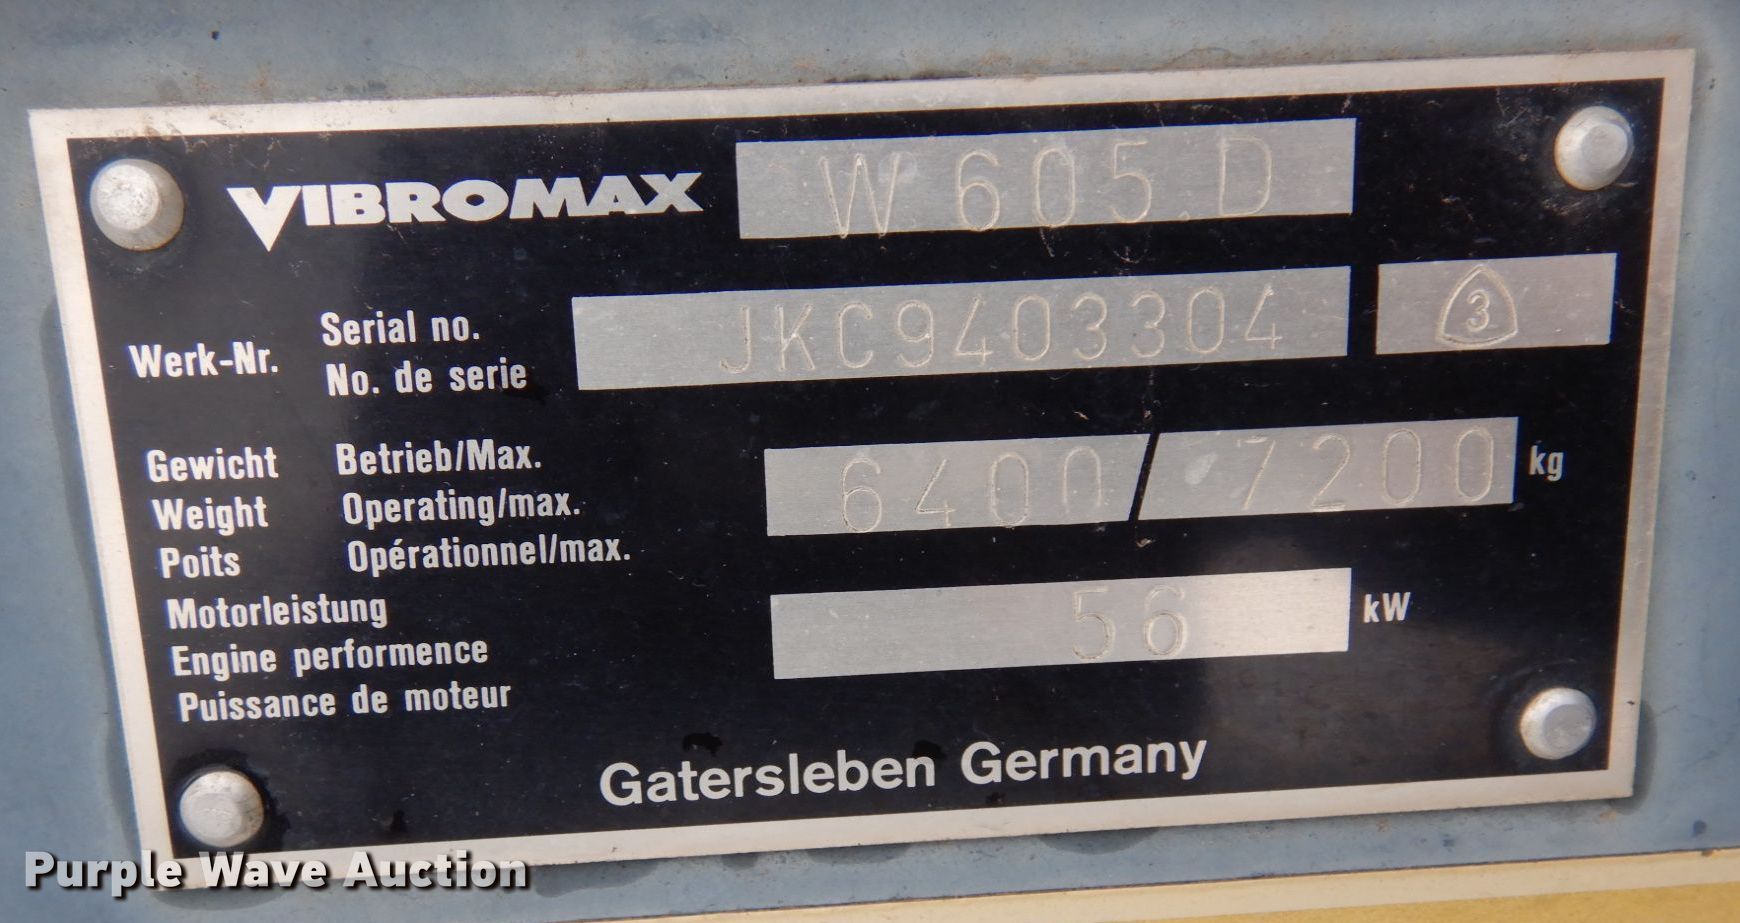 VIBROMAX W 605.D
Werk-Nr. Serial no. JKC9403304 3
No. de serie
Gewicht Betrieb/Max.
Weight Operating/max. 6400/7200 kg
Poits Opérationnel/max.
Motorleistung
Engine performence 56 kW
Puissance de moteur
Gatersleben Germany
Purple Wave Auction